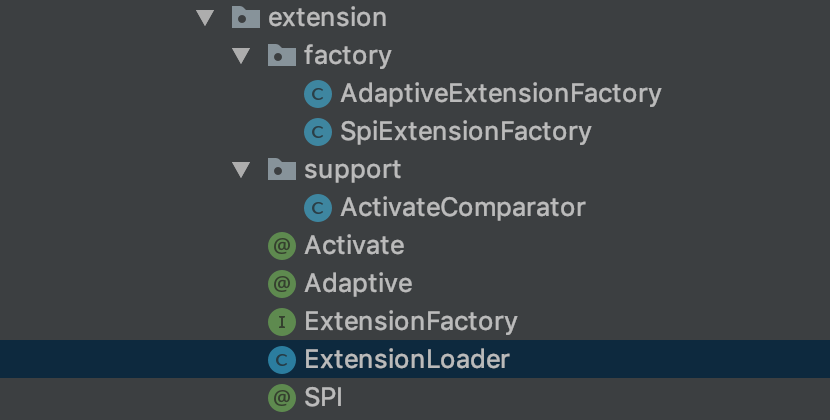 extension
factory
C AdaptiveExtensionFactory
C SpiExtensionFactory
support
C ActivateComparator
@ Activate
@ Adaptive
I ExtensionFactory
C ExtensionLoader
@ SPI